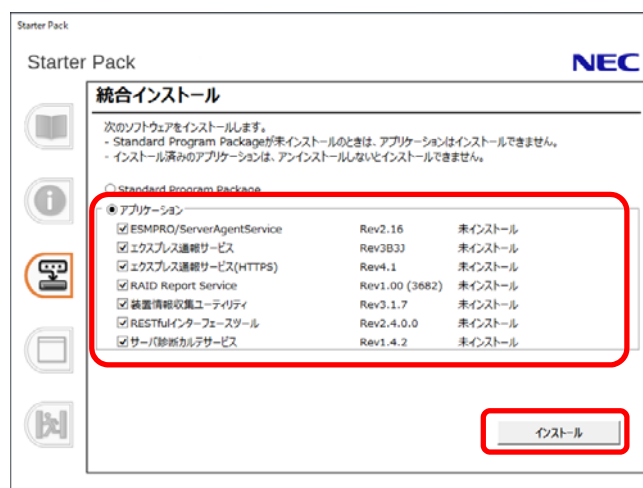 Starter Pack
Starter Pack NEC
統合インストール
次のソフトウェアをインストールします。
- Standard Program Packageが未インストールのときは、アプリケーションはインストールできません。
- インストール済みのアプリケーションは、アンインストールしないとインストールできません。
Standard Program Package
アプリケーション
ESMPRO/ServerAgentService Rev2.16 未インストール
エクスプレス通報サービス Rev3B3J 未インストール
エクスプレス通報サービス(HTTPS) Rev4.1 未インストール
RAID Report Service Rev1.00 (3682) 未インストール
装置情報収集ユーティリティ Rev3.1.7 未インストール
RESTfulインターフェースツール Rev2.4.0.0 未インストール
サーバ診断カルテサービス Rev1.4.2 未インストール
インストール